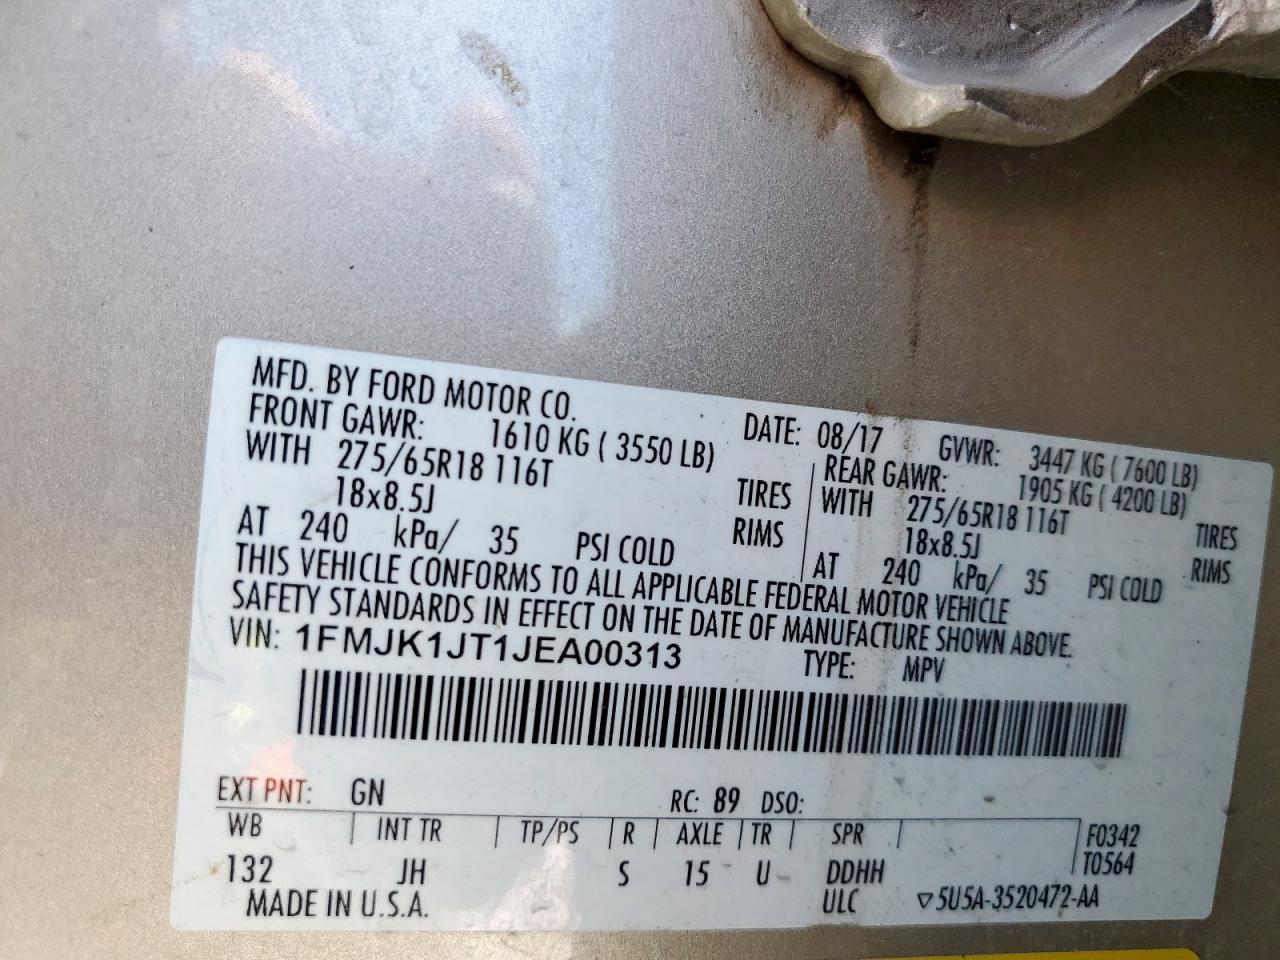 MFD. BY FORD MOTOR CO.
DATE: 08/17 GVWR: 3447 KG ( 7600 LB)
FRONT GAWR: 1610 KG ( 3550 LB) REAR GAWR: 1905 KG ( 4200 LB)
WITH 275/65R18 116T TIRES WITH 275/65R18 116T TIRES
18x8.5J RIMS 18x8.5J RIMS
AT 240 kPa/ 35 PSI COLD AT 240 kPa/ 35 PSI COLD
THIS VEHICLE CONFORMS TO ALL APPLICABLE FEDERAL MOTOR VEHICLE
SAFETY STANDARDS IN EFFECT ON THE DATE OF MANUFACTURE SHOWN ABOVE.
VIN: 1FMJK1JT1JEA00313 TYPE: MPV
EXT PNT: GN RC: 89 DSO:
WB INT TR TP/PS R AXLE TR SPR F0342
132 JH S 15 U DDHH T0564
MADE IN U.S.A. ULC ▽5U5A-3520472-AA